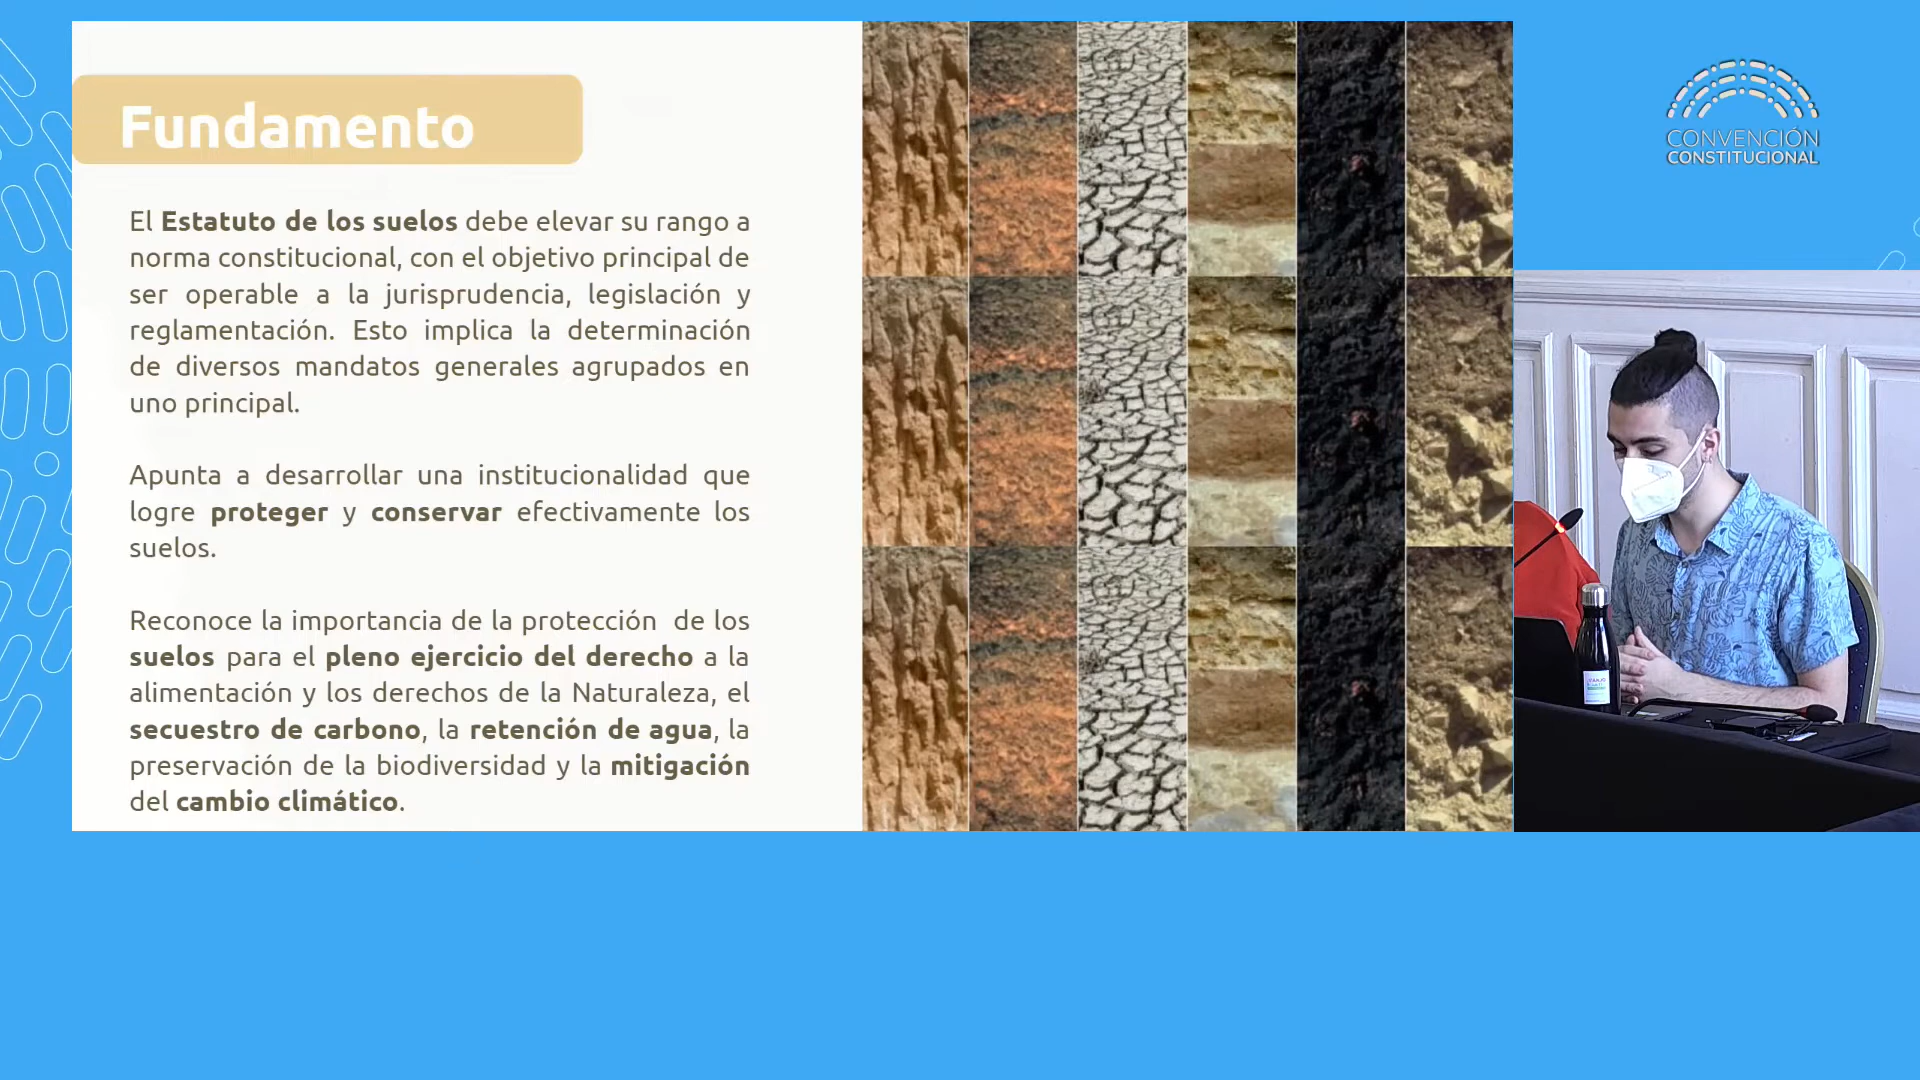 Fundamento
El Estatuto de los suelos debe elevar su rango a
norma constitucional, con el objetivo principal de
ser operable a la jurisprudencia, legislación y
reglamentación. Esto implica la determinación
de diversos mandatos generales agrupados en
uno principal.
Apunta a desarrollar una institucionalidad que
logre proteger y conservar efectivamente los
suelos.
Reconoce la importancia de la protección de los
suelos para el pleno ejercicio del derecho a la
alimentación y los derechos de la Naturaleza, el
secuestro de carbono, la retención de agua, la
preservación de la biodiversidad y la mitigación
del cambio climático.
CONVENCIÓN
CONSTITUCIONAL